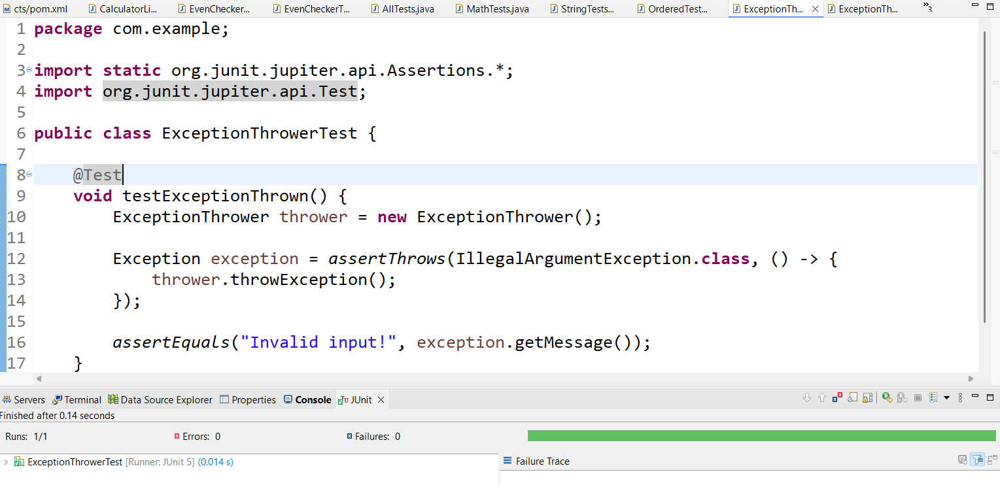 cts/pom.xml CalculatorLi... EvenChecker... EvenCheckerT... AllTests.java MathTests.java StringTests... OrderedTest... ExceptionTh... ExceptionTh... »3
1 package com.example;
2
3 import static org.junit.jupiter.api.Assertions.*;
4 import org.junit.jupiter.api.Test;
5
6 public class ExceptionThrowerTest {
7
8 @Test
9 void testExceptionThrown() {
10 ExceptionThrower thrower = new ExceptionThrower();
11
12 Exception exception = assertThrows(IllegalArgumentException.class, () -> {
13 thrower.throwException();
14 });
15
16 assertEquals("Invalid input!", exception.getMessage());
17 }
Servers Terminal Data Source Explorer Properties Console JUnit
Finished after 0.14 seconds
Runs: 1/1 Errors: 0 Failures: 0
ExceptionThrowerTest [Runner: JUnit 5] (0.014 s) Failure Trace